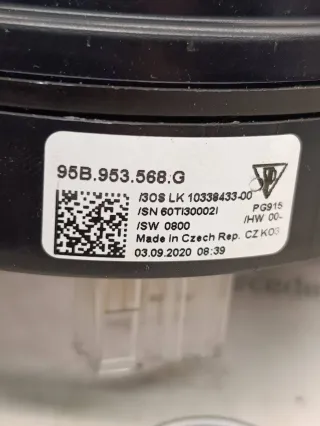 95B.953.568.G
/3OS LK 10339433-00
/SN 60TI30002I PG915
/SW 0800 /HW 00-
Made in Czech Rep. CZ KO3
03.09.2020 08:39